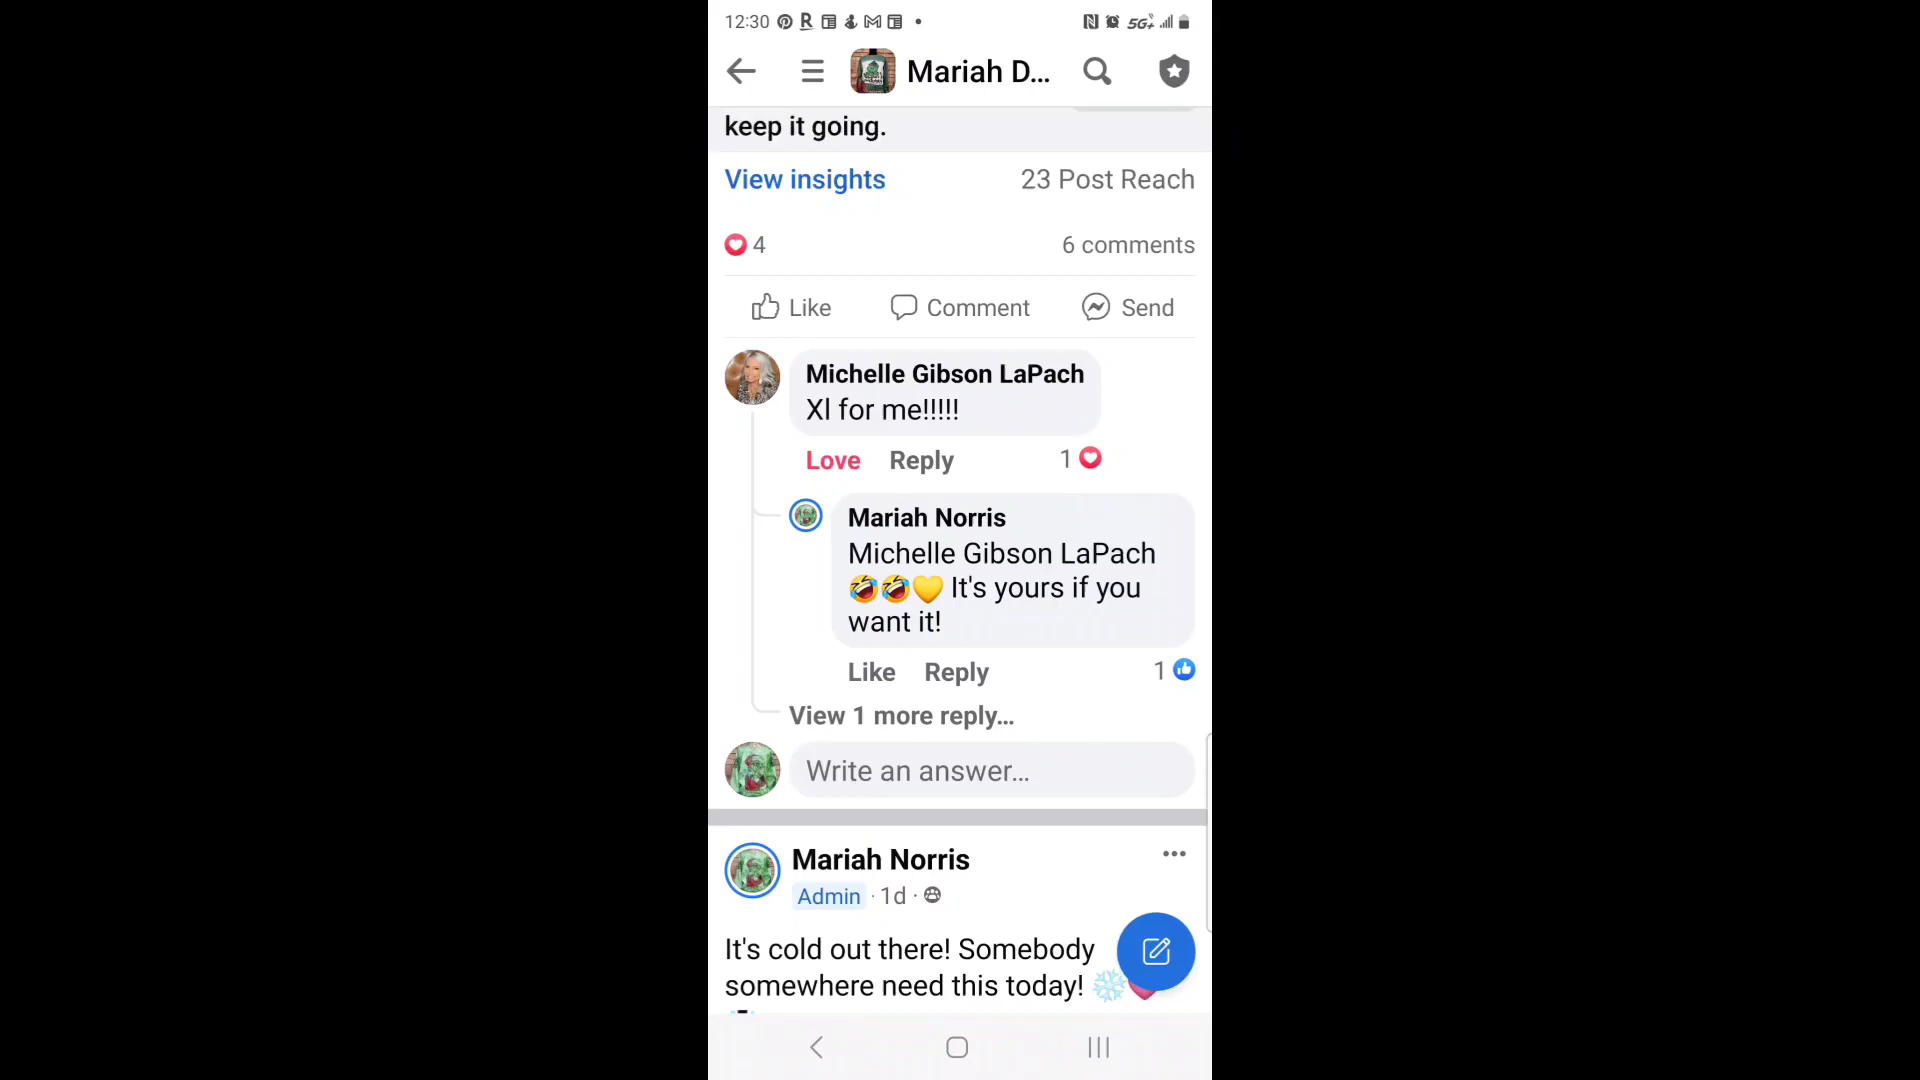 12:30
5G+
Mariah D...
keep it going.
View insights
23 Post Reach
4
6 comments
Like
Comment
Send
Michelle Gibson LaPach
Xl for me!!!!!
Love Reply 1
Mariah Norris
Michelle Gibson LaPach
🤣🤣💛 It's yours if you
want it!
Like Reply 1
View 1 more reply...
Write an answer...
Mariah Norris
Admin · 1d ·
It's cold out there! Somebody
somewhere need this today! ❄️